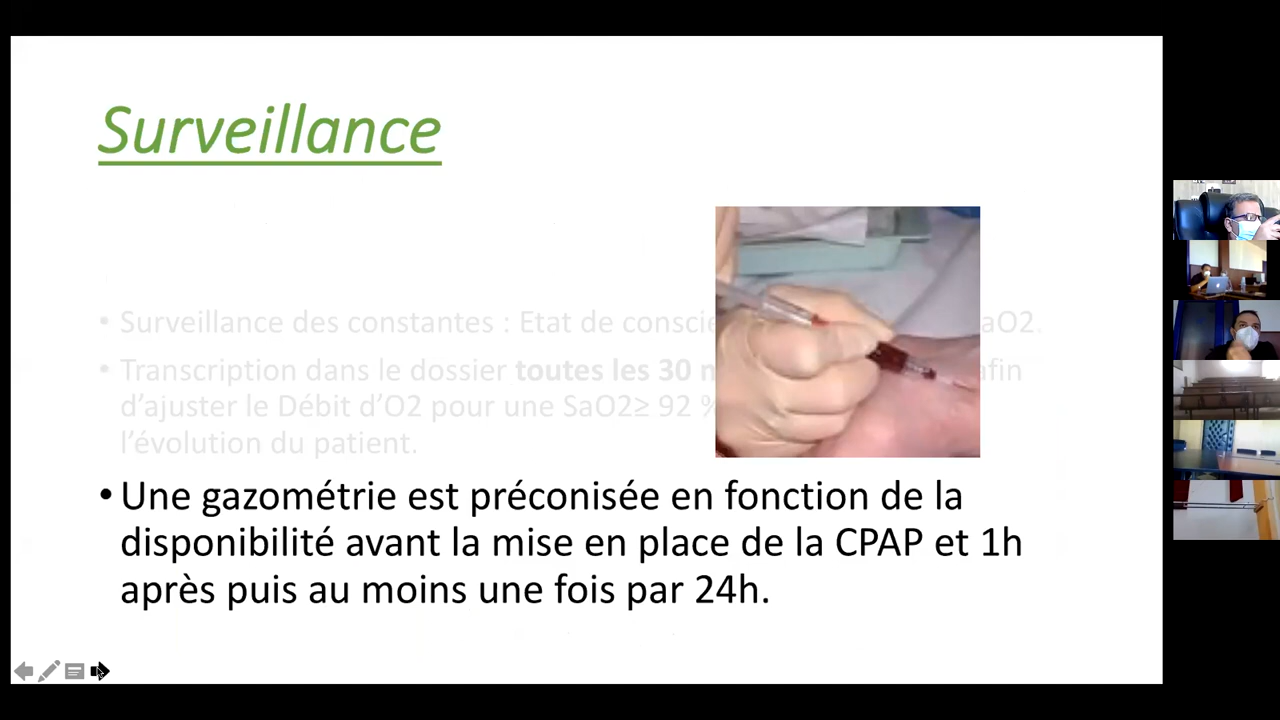 Surveillance
• Surveillance des constantes : Etat de aO2.
• Transcription dans le dossier toutes les 30 afin
d’ajuster le Débit d’O2 pour une SaO2≥ 92 %
l’évolution du patient.
• Une gazométrie est préconisée en fonction de la
disponibilité avant la mise en place de la CPAP et 1h
après puis au moins une fois par 24h.